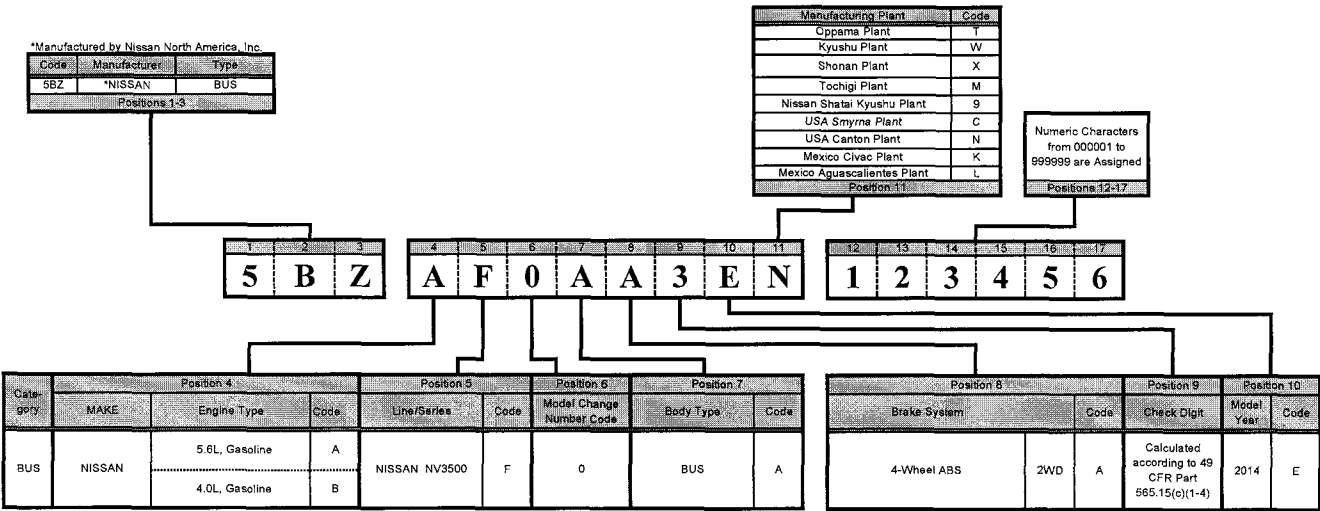 Manufacturing Plant Code
Oppama Plant T
Kyushu Plant W
Shonan Plant X
Tochigi Plant M
Nissan Shatai Kyushu Plant 9
USA Smyrna Plant C
USA Canton Plant N
Mexico Civac Plant K
Mexico Aguascalientes Plant L
Position 11
*Manufactured by Nissan North America, Inc.
Code Manufacturer Type
5BZ *NISSAN BUS
Positions 1-3
Numeric Characters
from 000001 to
999999 are Assigned
Positions 12-17
1 2 3 4 5 6 7 8 9 10 11 12 13 14 15 16 17
5 B Z A F 0 A A 3 E N 1 2 3 4 5 6
Cate-
gory
Position 4 Position 5 Position 6 Position 7
MAKE Engine Type Code Line/Series Code Model Change
Number Code
Body Type Code
BUS NISSAN 5.6L, Gasoline A
4.0L, Gasoline B
NISSAN NV3500 F 0 BUS A
Position 8 Position 9 Position 10
Brake System Code Check Digit Model
Year
Code
4-Wheel ABS 2WD A Calculated
according to 49
CFR Part
565.15(c)(1-4)
2014 E